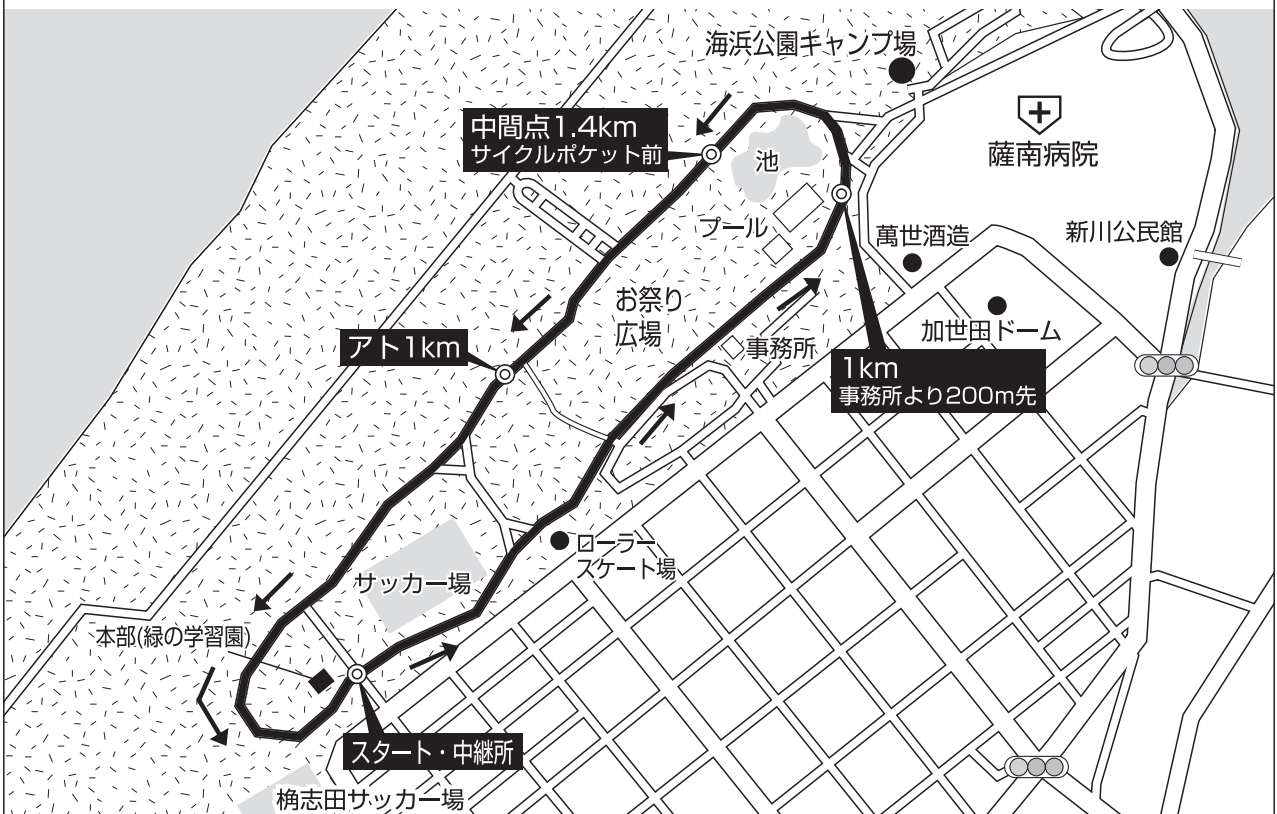 海浜公園キャンプ場
中間点1.4km
サイクルポケット前
薩南病院
池
プール
萬世酒造
新川公民館
お祭り
広場
加世田ドーム
アト1km
事務所
1km
事務所より200m先
ローラー
スケート場
サッカー場
本部(緑の学習園)
スタート・中継所
桷志田サッカー場